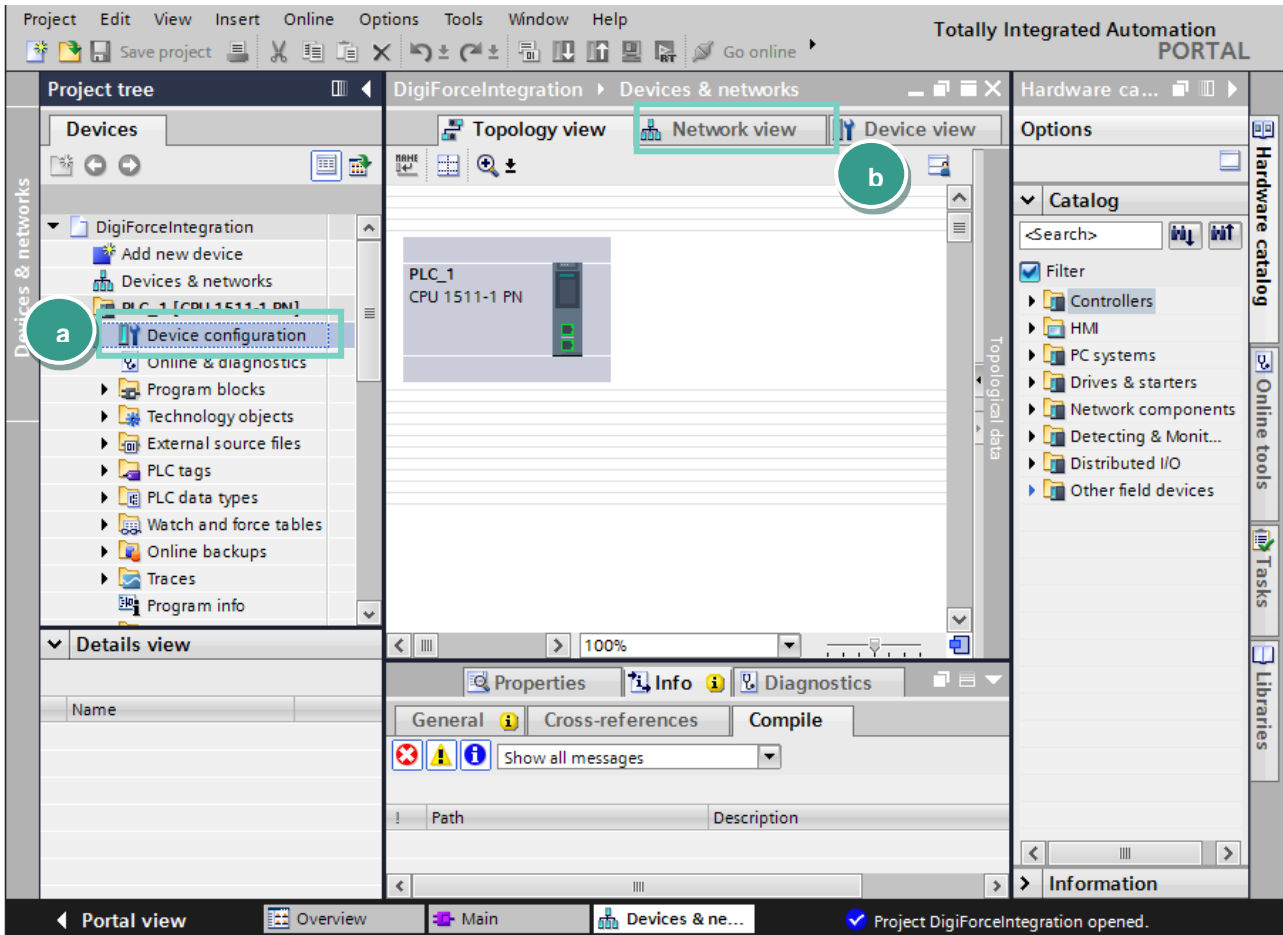 Project Edit View Insert Online Options Tools Window Help
Totally Integrated Automation
PORTAL
Save project
Go online
Project tree
DigiForceIntegration Devices & networks
Hardware ca...
Devices
Topology view Network view Device view
Options
b
Devices & networks
DigiForceIntegration
Add new device
Devices & networks
PLC_1 [CPU 1511-1 PN]
a
Device configuration
Online & diagnostics
Program blocks
Technology objects
External source files
PLC tags
PLC data types
Watch and force tables
Online backups
Traces
Program info
Details view
Name
NAME
PLC_1
CPU 1511-1 PN
Topological data
100%
Properties Info Diagnostics
General Cross-references Compile
Show all messages
! Path Description
Catalog
<Search>
Filter
Controllers
HMI
PC systems
Drives & starters
Network components
Detecting & Monit...
Distributed I/O
Other field devices
Information
Hardware catalog
Online tools
Tasks
Libraries
Portal view
Overview
Main
Devices & ne...
Project DigiForceIntegration opened.